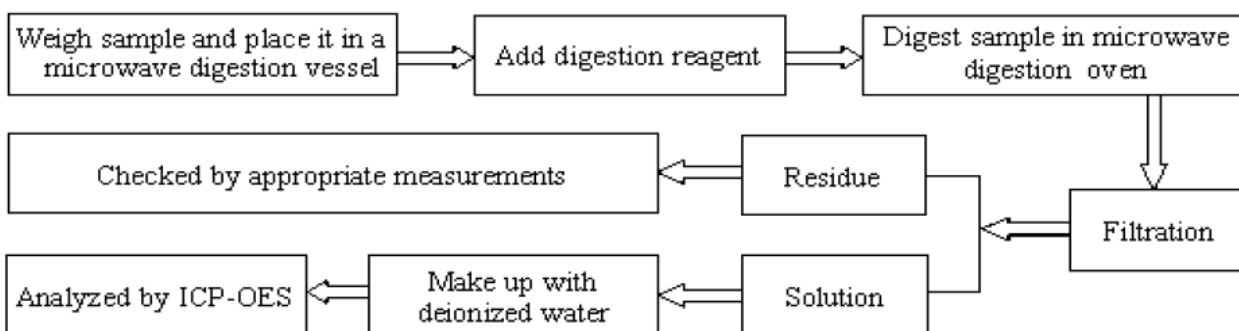 Weigh sample and place it in a
microwave digestion vessel
Add digestion reagent
Digest sample in microwave
digestion oven
Checked by appropriate measurements
Residue
Filtration
Analyzed by ICP-OES
Make up with
deionized water
Solution